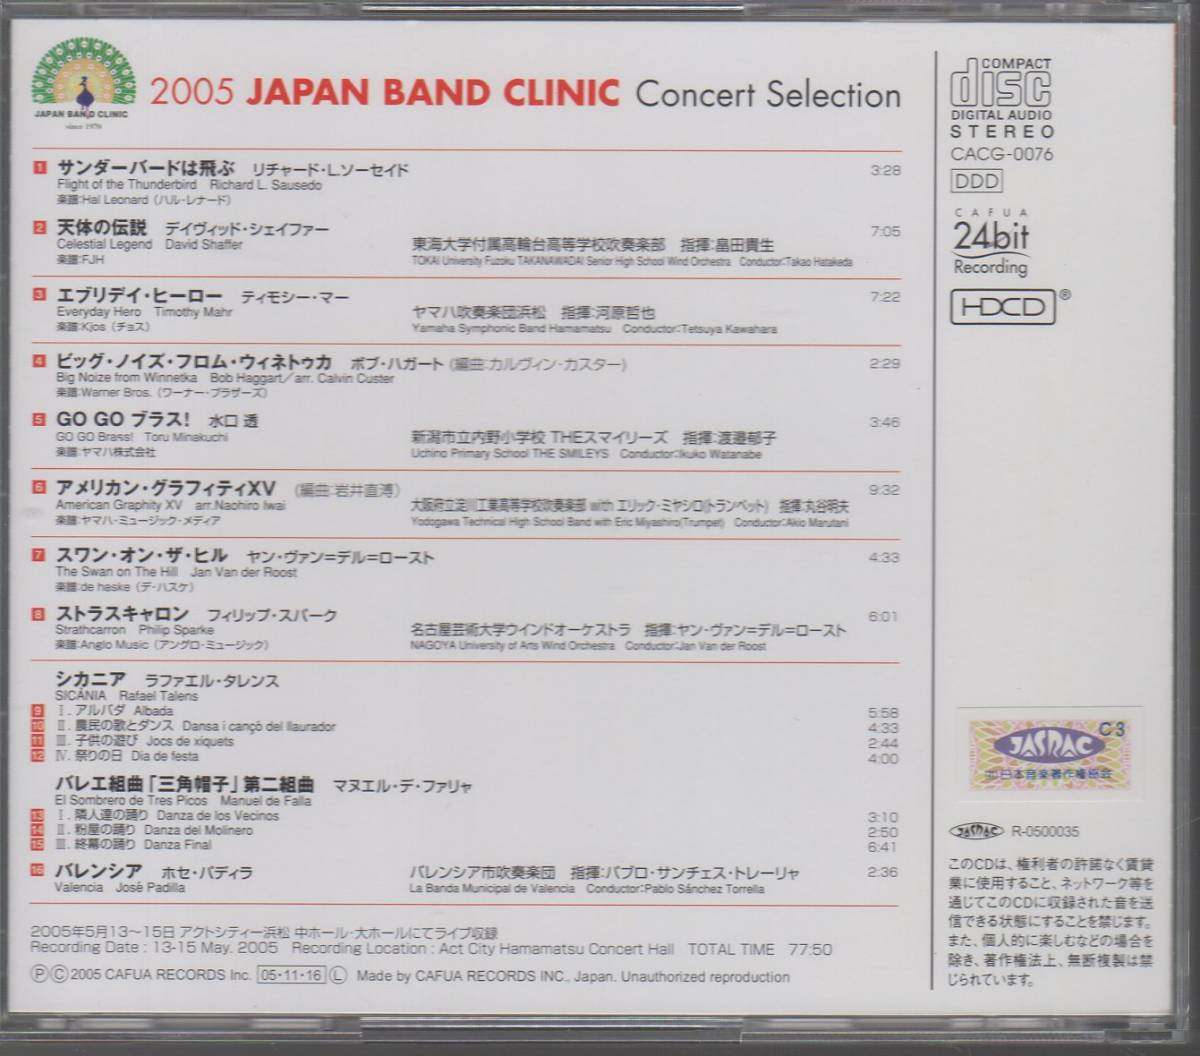 JAPAN BAND CLINIC
since 1970
2005 JAPAN BAND CLINIC Concert Selection
1 サンダーバードは飛ぶ リチャード・L.ソーセイド 3:28
Flight of the Thunderbird Richard L. Sausedo
楽譜:Hal Leonard (ハル・レナード)
2 天体の伝説 デイヴィッド・シェイファー 7:05
Celestial Legend David Shaffer 東海大学付属高輪台高等学校吹奏楽部 指揮:畠田貴生
楽譜:FJH TOKAI University Fuzoku TAKANAWADAI Senior High School Wind Orchestra Conductor:Takao Hatakeda
3 エブリデイ・ヒーロー ティモシー・マー 7:22
Everyday Hero Timothy Mahr ヤマハ吹奏楽団浜松 指揮:河原哲也
楽譜:Kjos (チョス) Yamaha Symphonic Band Hamamatsu Conductor:Tetsuya Kawahara
4 ビッグ・ノイズ・フロム・ウィネトゥカ ボブ・ハガート (編曲:カルヴィン・カスター) 2:29
Big Noize from Winnetka Bob Haggart/arr. Calvin Custer
楽譜:Warner Bros. (ワーナー・ブラザーズ)
5 GO GO ブラス! 水口 透 3:46
GO GO Brass! Toru Minakuchi 新潟市立内野小学校 THEスマイリーズ 指揮:渡邉郁子
楽譜:ヤマハ株式会社 Uchino Primary School THE SMILEYS Conductor:Ikuko Watanabe
6 アメリカン・グラフィティXV (編曲:岩井直溥) 9:32
American Graphity XV arr.Naohiro Iwai 大阪府立淀川工業高等学校吹奏楽部 with エリック・ミヤシロ(トランペット) 指揮:丸谷明夫
楽譜:ヤマハ・ミュージック・メディア Yodogawa Technical High School Band with Eric Miyashiro(Trumpet) Conductor:Akio Marutani
7 スワン・オン・ザ・ヒル ヤン・ヴァン=デル=ロースト 4:33
The Swan on The Hill Jan Van der Roost
楽譜:de haske (デ・ハスケ)
8 ストラスキャロン フィリップ・スパーク 6:01
Strathcarron Philip Sparke 名古屋芸術大学ウインドオーケストラ 指揮:ヤン・ヴァン=デル=ロースト
楽譜:Anglo Music (アングロ・ミュージック) NAGOYA University of Arts Wind Orchestra Conductor:Jan Van der Roost
シカニア ラファエル・タレンス
SICÀNIA Rafael Talens
9 Ⅰ. アルバダ Albada 5:58
10 Ⅱ. 農民の歌とダンス Dansa i cançó del llaurador 4:33
11 Ⅲ. 子供の遊び Jocs de xiquets 2:44
12 Ⅳ. 祭りの日 Dia de festa 4:00
バレエ組曲「三角帽子」第二組曲 マヌエル・デ・ファリャ
El Sombrero de Tres Picos Manuel de Falla
13 Ⅰ. 隣人達の踊り Danza de los Vecinos 3:10
14 Ⅱ. 粉屋の踊り Danza del Molinero 2:50
15 Ⅲ. 終幕の踊り Danza Final 6:41
16 バレンシア ホセ・パディラ バレンシア市吹奏楽団 指揮:パブロ・サンチェス・トレーリャ 2:36
Valencia José Padilla La Banda Municipal de Valencia Conductor:Pablo Sánchez Torrella
2005年5月13〜15日 アクトシティー浜松 中ホール・大ホールにてライブ収録
Recording Date : 13-15 May. 2005 Recording Location : Act City Hamamatsu Concert Hall TOTAL TIME 77:50
ⓅⒸ2005 CAFUA RECORDS Inc. 05・11・16 Ⓛ Made by CAFUA RECORDS INC., Japan. Unauthorized reproduction
COMPACT
disc
DIGITAL AUDIO
STEREO
CACG-0076
DDD
CAFUA
24bit
Recording
HDCD®
C3
JASRAC
(社)日本音楽著作権協会
JASRAC R-0500035
このCDは、権利者の許諾なく賃貸
業に使用すること、ネットワーク等を
通じてこのCDに収録された音を送
信できる状態にすることを禁じます。
また、個人的に楽しむなどの場合を
除き、著作権法上、無断複製は禁
じられています。